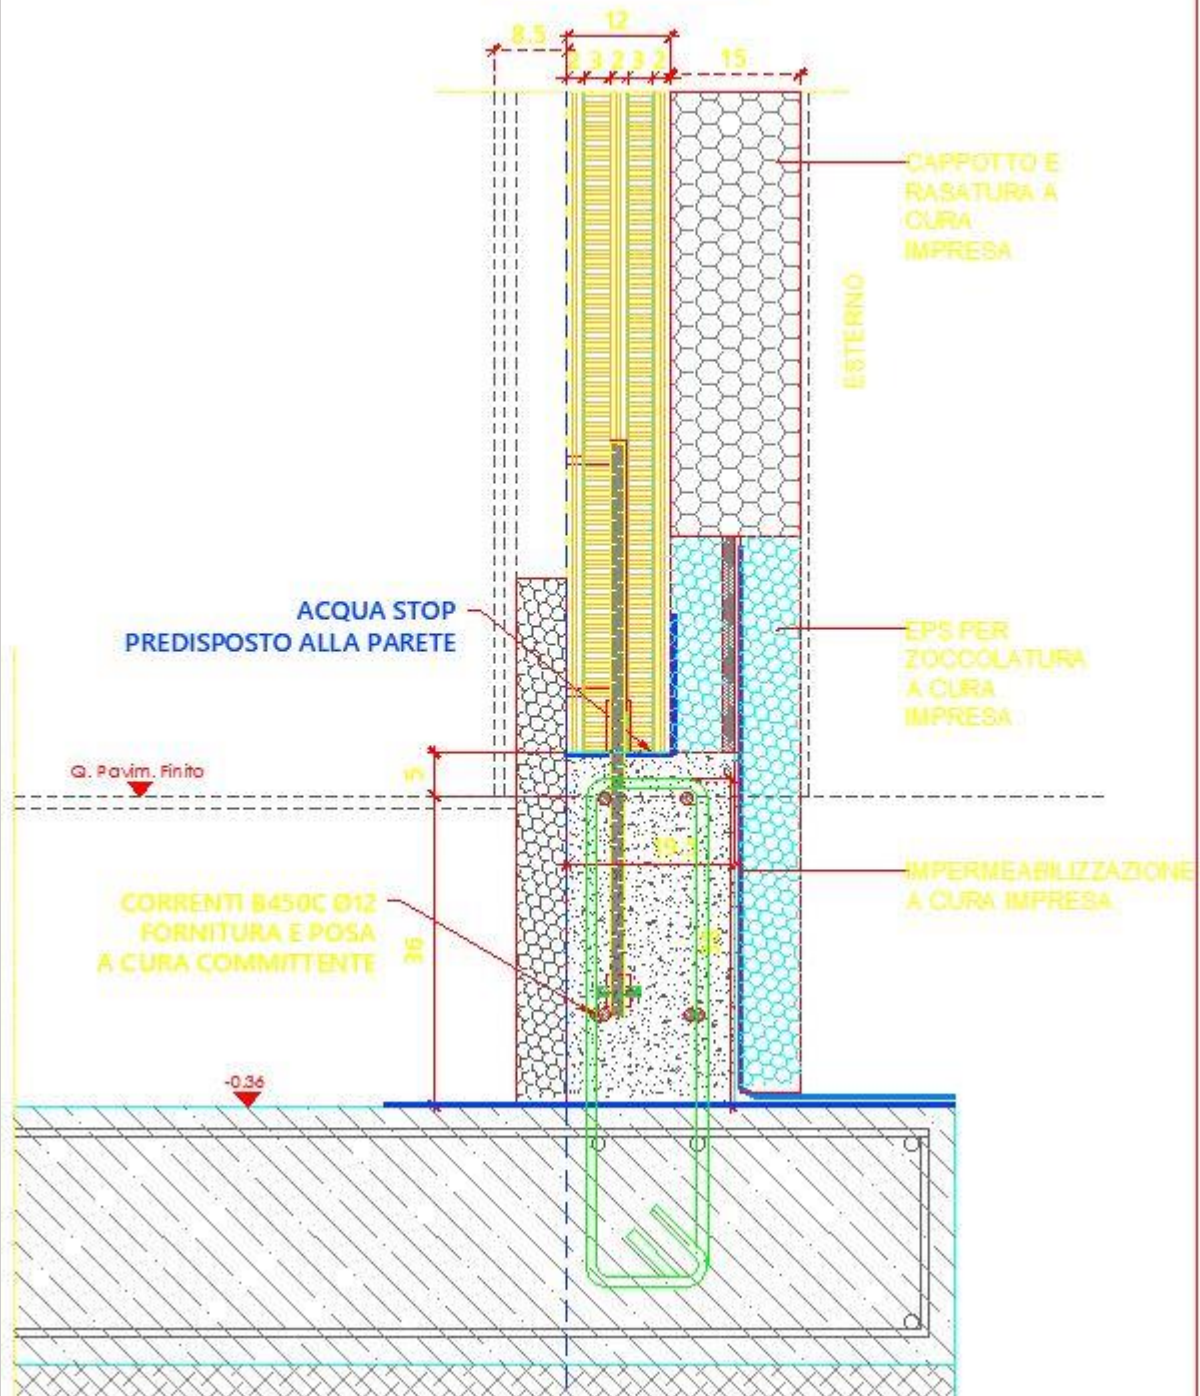 12
8.5
2 3 2 3 2
15
CAPPOTTO E
RASATURA A
CURA
IMPRESA
ESTERNO
ACQUA STOP
PREDISPOSTO ALLA PARETE
EPS PER
ZOCCOLATURA
A CURA
IMPRESA
Q. Pavim. Finito
5
IMPERMEABILIZZAZIONE
A CURA IMPRESA
CORRENTI B450C Ø12
FORNITURA E POSA
A CURA COMMITTENTE
36
-0.36